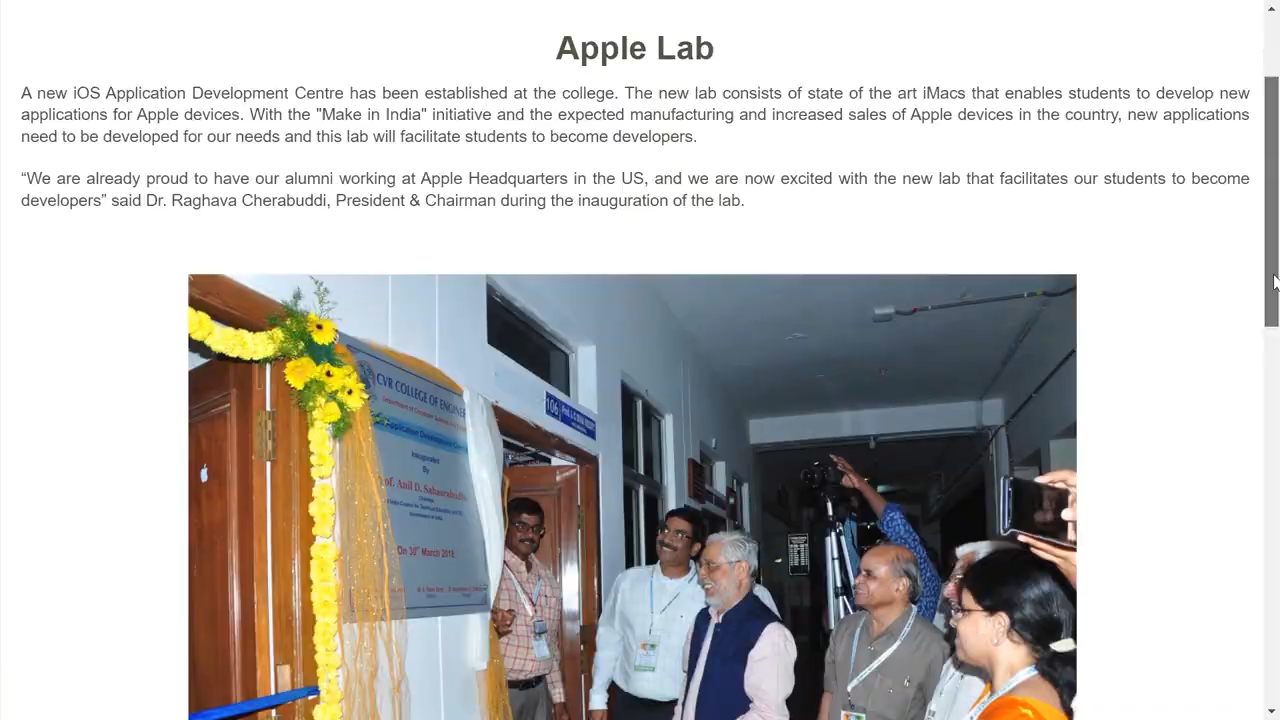 Apple Lab
A new iOS Application Development Centre has been established at the college. The new lab consists of state of the art iMacs that enables students to develop new
applications for Apple devices. With the "Make in India" initiative and the expected manufacturing and increased sales of Apple devices in the country, new applications
need to be developed for our needs and this lab will facilitate students to become developers.
“We are already proud to have our alumni working at Apple Headquarters in the US, and we are now excited with the new lab that facilitates our students to become
developers” said Dr. Raghava Cherabuddi, President & Chairman during the inauguration of the lab.
CVR COLLEGE OF ENGINE
Application Development
Inaugurated
By
Anil D. Sahasrabudhe
On 30th March 2018
106